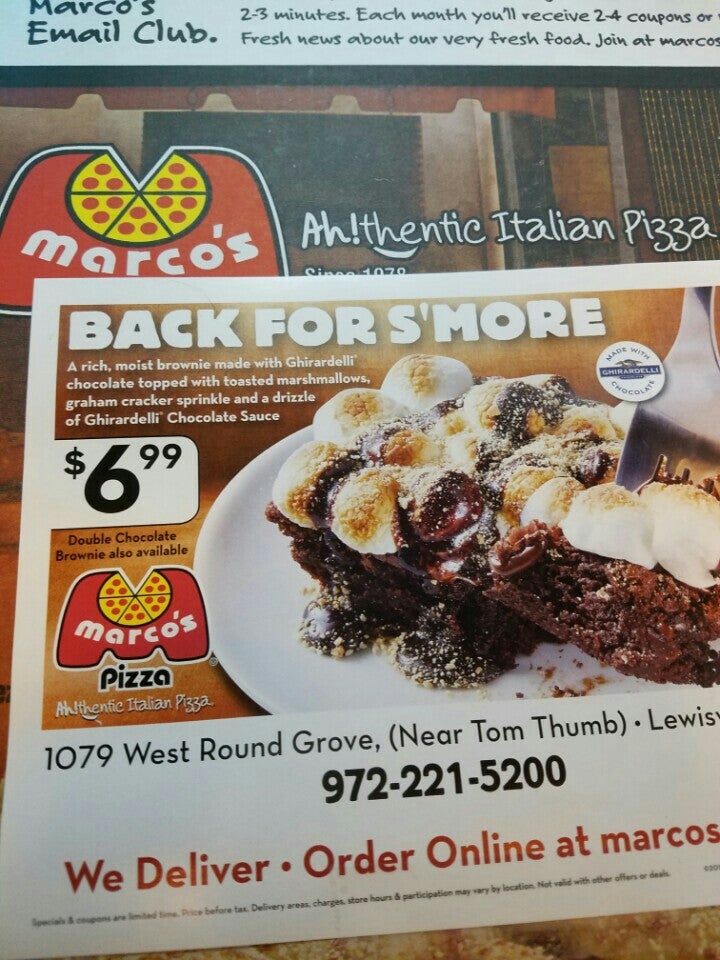 Marco's
Email Club.
2-3 minutes. Each month you'll receive 2-4 coupons or
Fresh news about our very fresh food. Join at marcos
marco's
Ah!thentic Italian Pizza
Since 1978
BACK FOR S'MORE
A rich, moist brownie made with Ghirardelli®
chocolate topped with toasted marshmallows,
graham cracker sprinkle and a drizzle
of Ghirardelli® Chocolate Sauce
MADE WITH
GHIRARDELLI
CHOCOLATE
$6.99
Double Chocolate
Brownie also available
marco's
Pizza®
Ah!thentic Italian Pizza
1079 West Round Grove, (Near Tom Thumb) • Lewisv
972-221-5200
We Deliver • Order Online at marcos
Specials & coupons are limited time. Price before tax. Delivery areas, charges, store hours & participation may vary by location. Not valid with other offers or deals. ©201